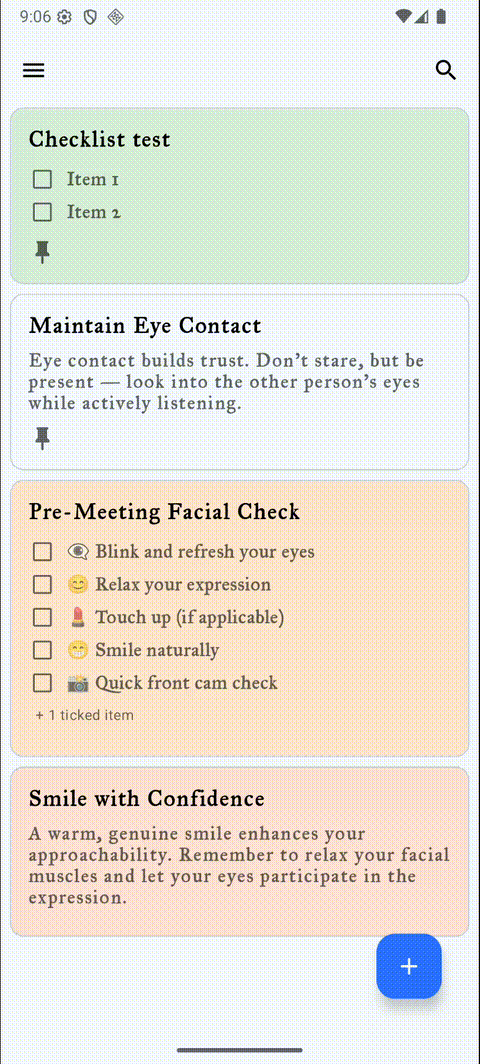 9:06
Checklist test
Item 1
Item 2
Maintain Eye Contact
Eye contact builds trust. Don't stare, but be
present — look into the other person's eyes
while actively listening.
Pre-Meeting Facial Check
👁️‍🗨️ Blink and refresh your eyes
😊 Relax your expression
💄 Touch up (if applicable)
😁 Smile naturally
📸 Quick front cam check
+ 1 ticked item
Smile with Confidence
A warm, genuine smile enhances your
approachability. Remember to relax your facial
muscles and let your eyes participate in the
expression.